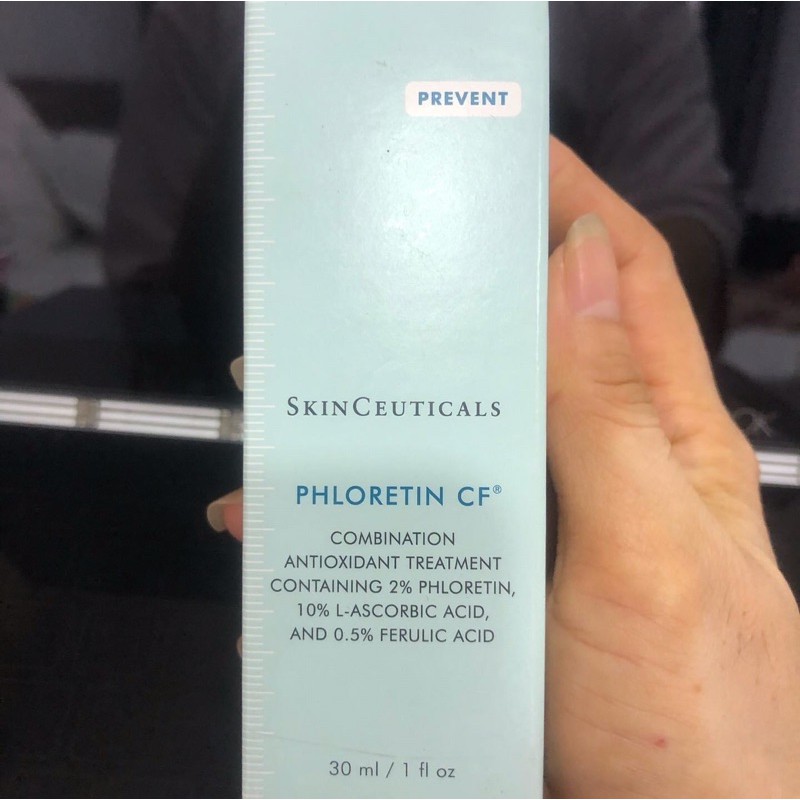 PREVENT
SKINCEUTICALS
PHLORETIN CF®
COMBINATION
ANTIOXIDANT TREATMENT
CONTAINING 2% PHLORETIN,
10% L-ASCORBIC ACID,
AND 0.5% FERULIC ACID
30 ml / 1 fl oz